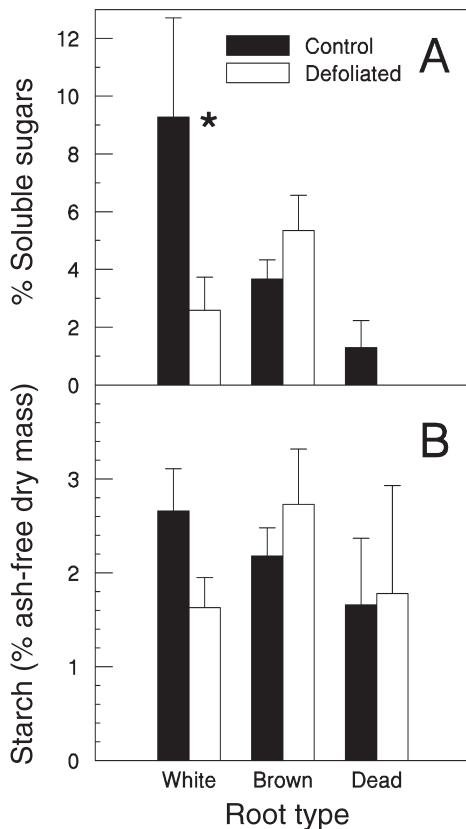 12
10
8
6
4
2
0
% Soluble sugars
Control
Defoliated
A
*
3
2
1
0
Starch (% ash-free dry mass)
B
White Brown Dead
Root type